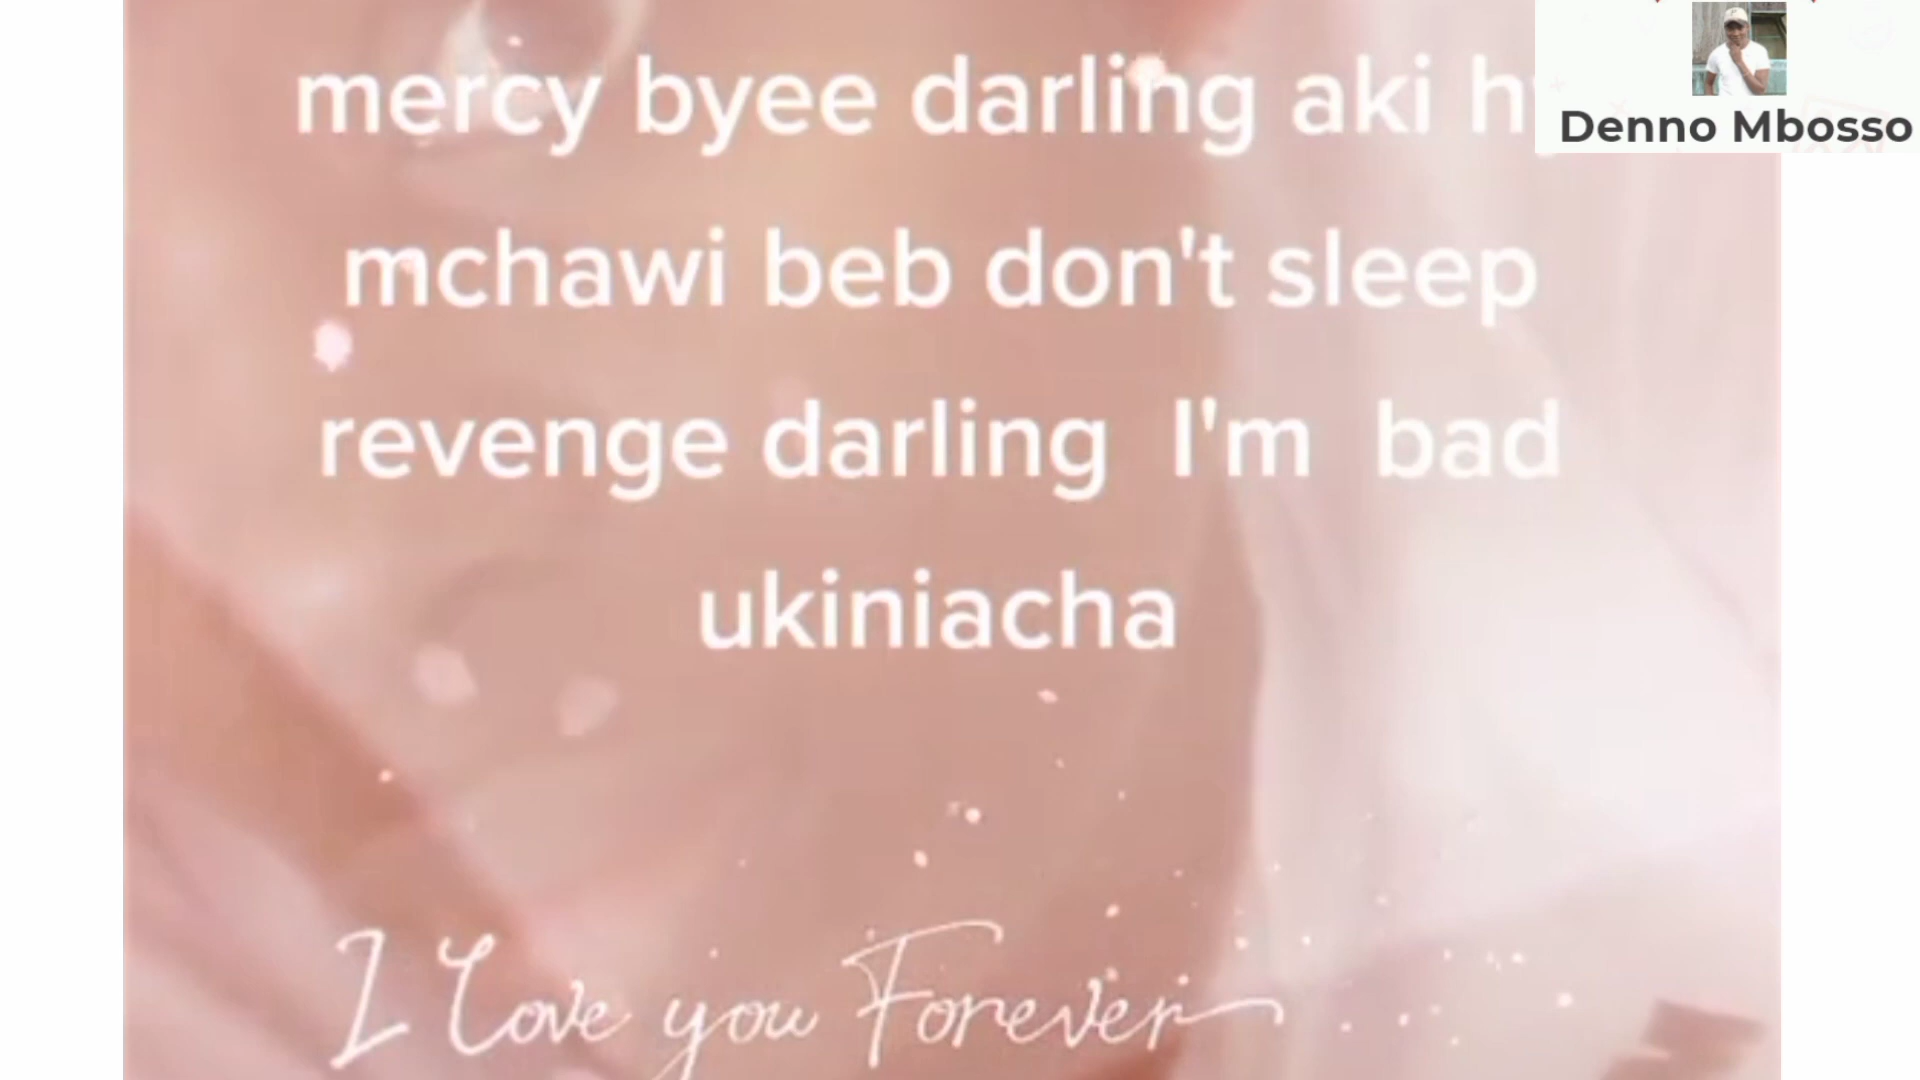 mercy byee darling aki
Denno Mbosso
mchawi beb don't sleep
revenge darling I'm bad
ukiniacha
I Love you Forever